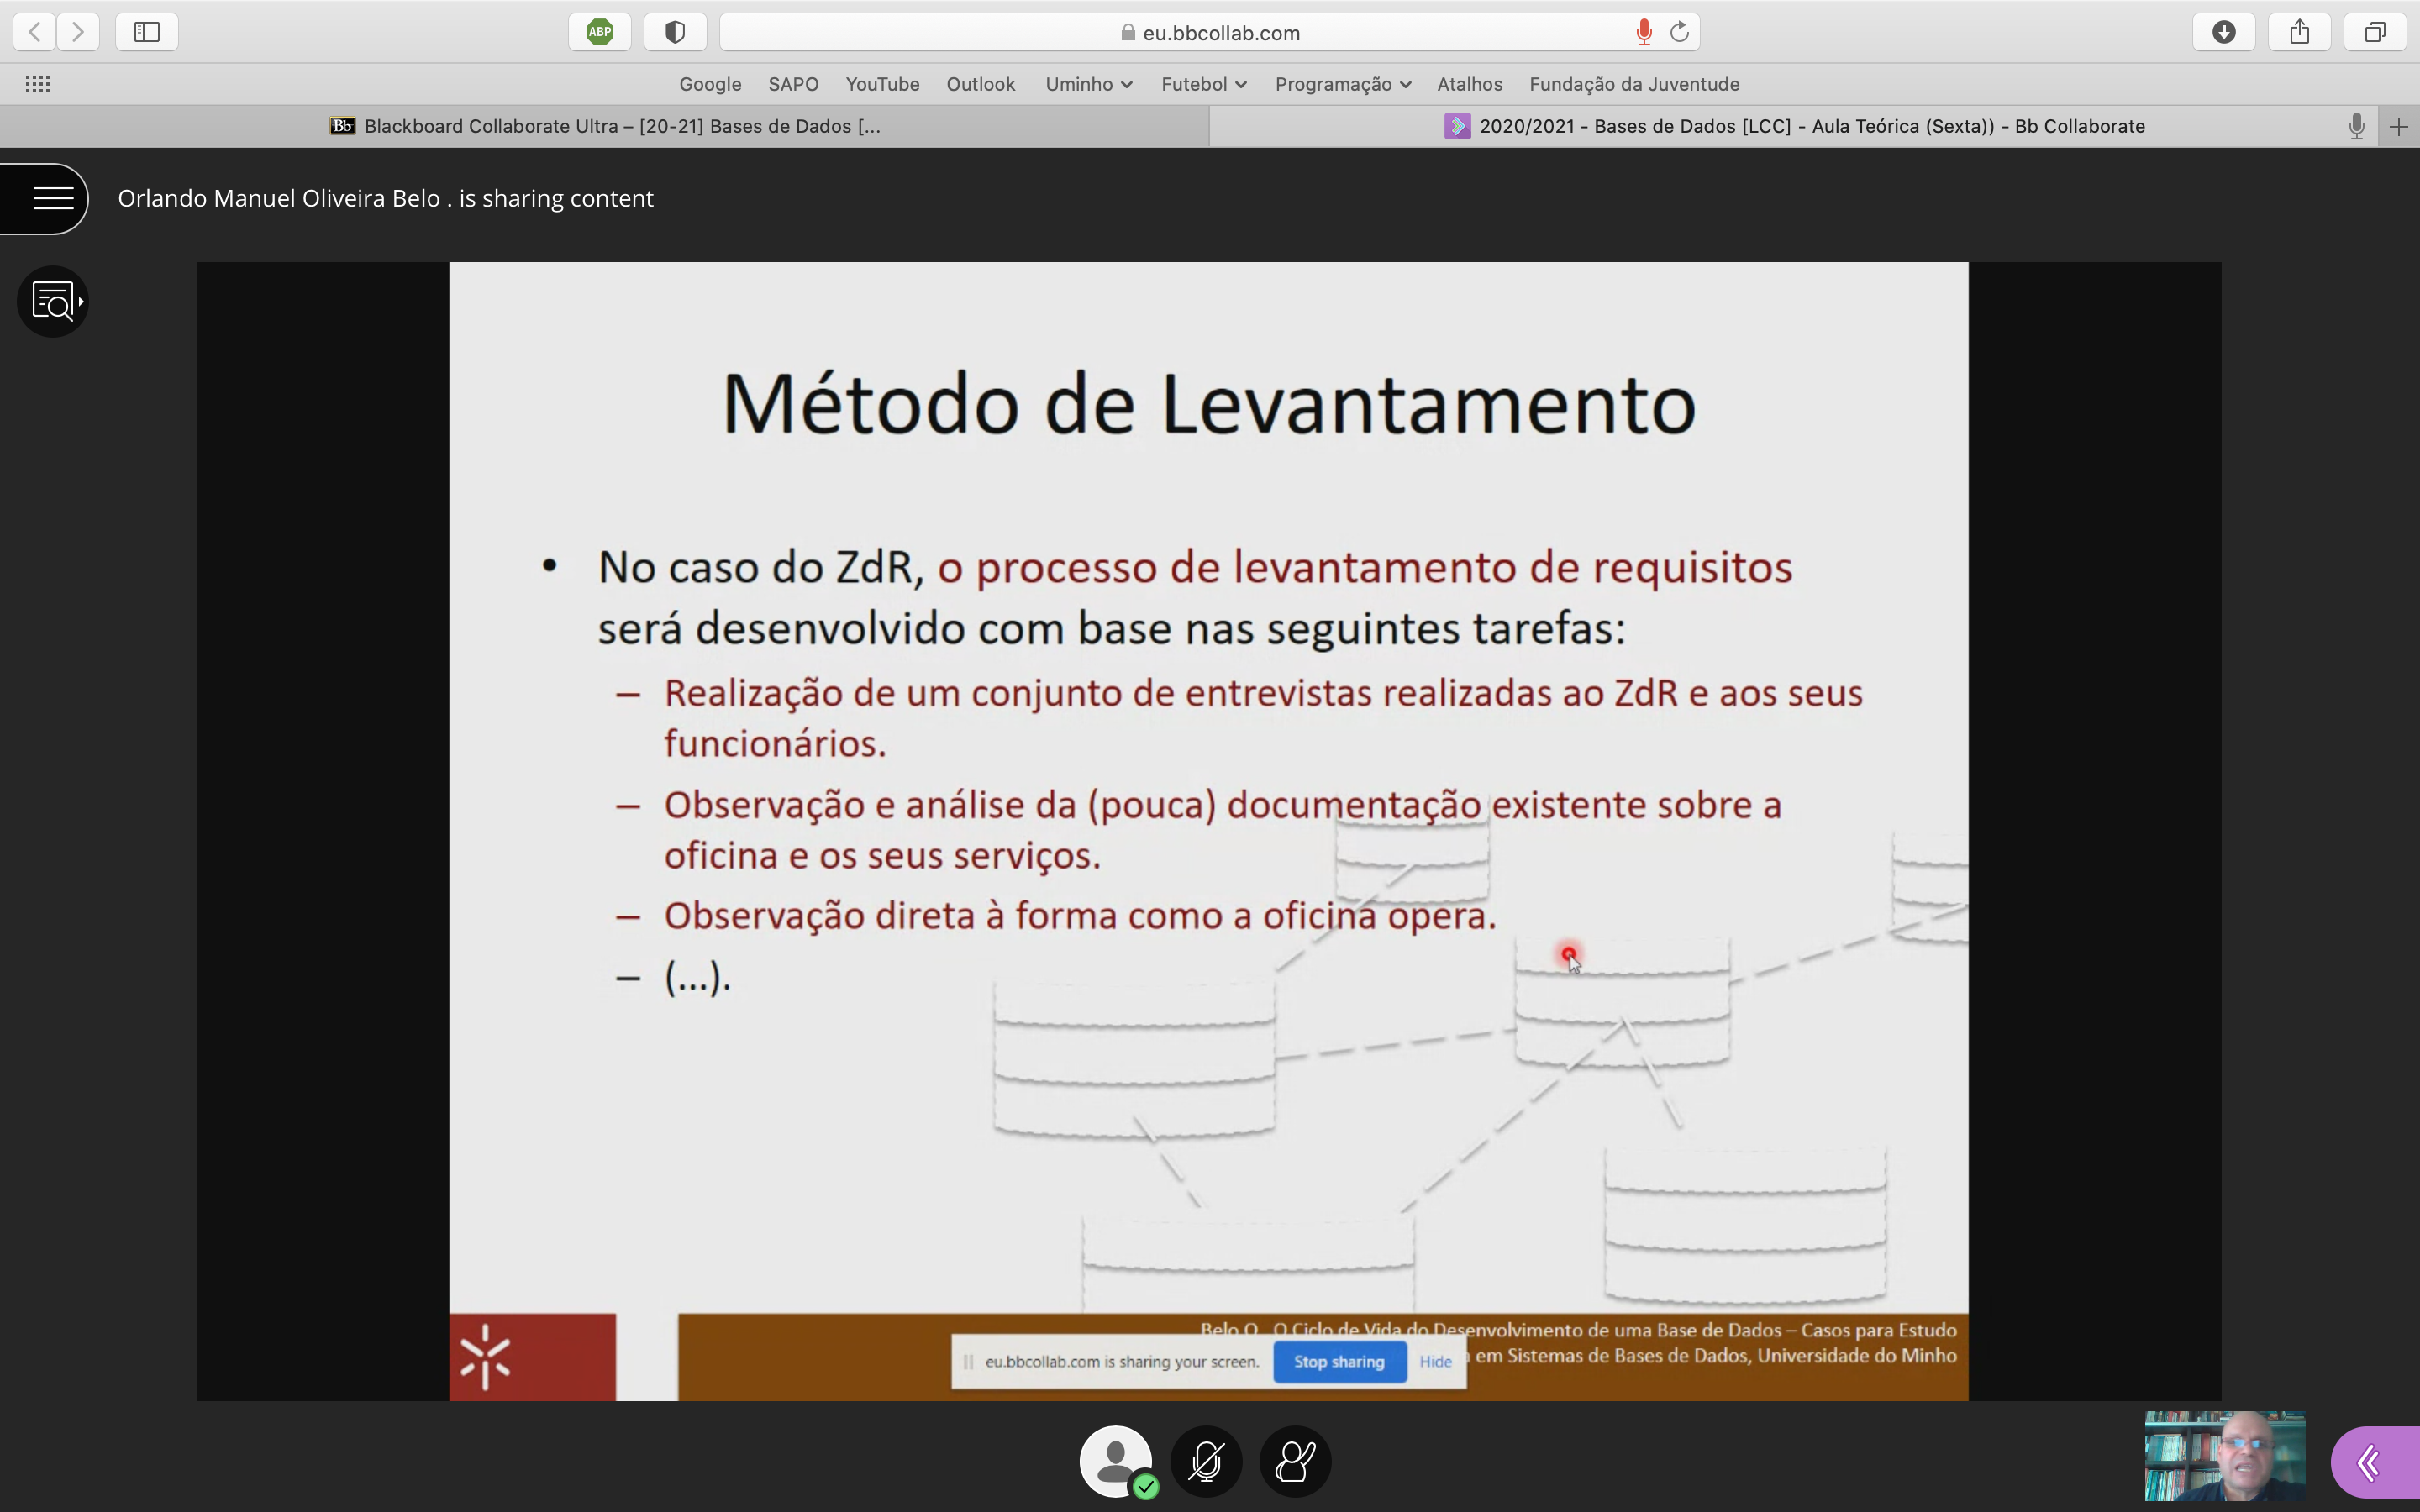 ABP
eu.bbcollab.com
Google SAPO YouTube Outlook Uminho Futebol Programação Atalhos Fundação da Juventude
Bb Blackboard Collaborate Ultra – [20-21] Bases de Dados [...
2020/2021 - Bases de Dados [LCC] - Aula Teórica (Sexta)) - Bb Collaborate
Orlando Manuel Oliveira Belo . is sharing content
Método de Levantamento
• No caso do ZdR, o processo de levantamento de requisitos
será desenvolvido com base nas seguintes tarefas:
– Realização de um conjunto de entrevistas realizadas ao ZdR e aos seus
funcionários.
– Observação e análise da (pouca) documentação existente sobre a
oficina e os seus serviços.
– Observação direta à forma como a oficina opera.
– (...).
Belo O., O Ciclo de Vida do Desenvolvimento de uma Base de Dados – Casos para Estudo
em Sistemas de Bases de Dados, Universidade do Minho
eu.bbcollab.com is sharing your screen. Stop sharing Hide